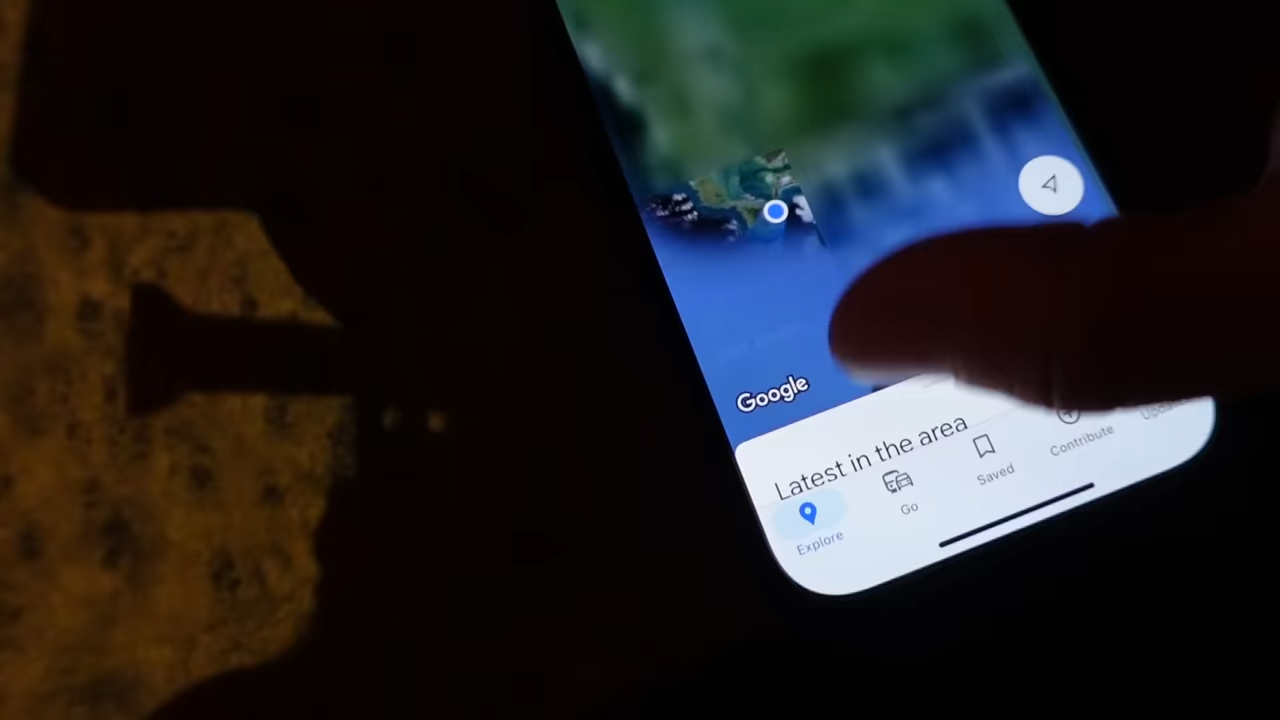 Google
Latest in the area
Explore
Go
Saved
Contribute